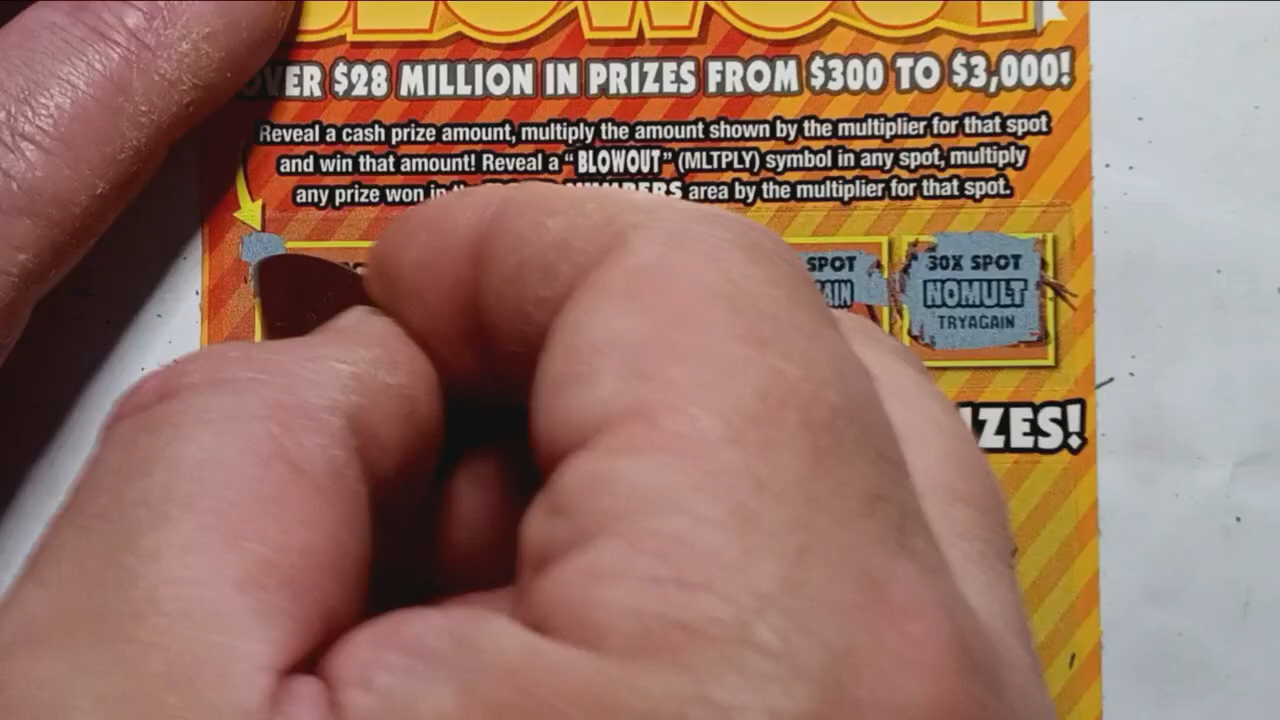 BLOWOUT
OVER $28 MILLION IN PRIZES FROM $300 TO $3,000!
Reveal a cash prize amount, multiply the amount shown by the multiplier for that spot
and win that amount! Reveal a "BLOWOUT" (MLTPLY) symbol in any spot, multiply
any prize won in NUMBERS area by the multiplier for that spot.
SPOT
30X SPOT
NOMULT
TRYAGAIN